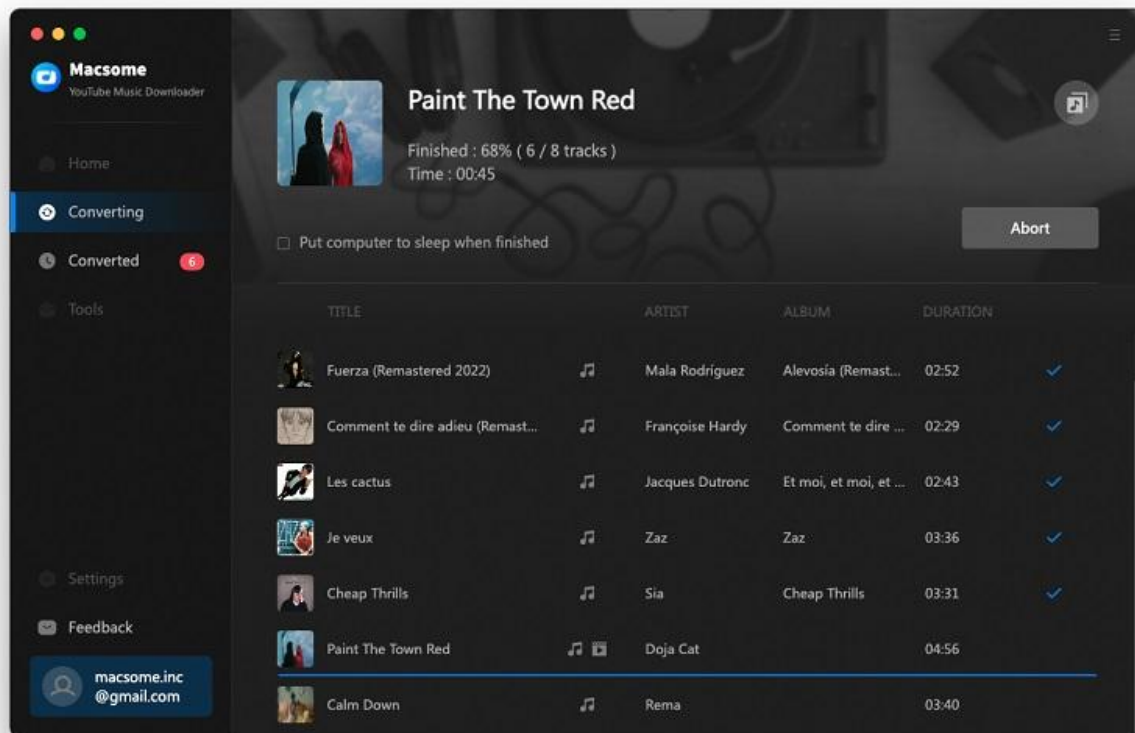 Macsome
YouTube Music Downloader
Home
Converting
Converted 6
Tools
Settings
Feedback
macsome.inc
@gmail.com
Paint The Town Red
Finished : 68% ( 6 / 8 tracks )
Time : 00:45
Put computer to sleep when finished
Abort
TITLE ARTIST ALBUM DURATION
Fuerza (Remastered 2022) Mala Rodríguez Alevosía (Remast... 02:52
Comment te dire adieu (Remast... Françoise Hardy Comment te dire ... 02:29
Les cactus Jacques Dutronc Et moi, et moi, et ... 02:43
Je veux Zaz Zaz 03:36
Cheap Thrills Sia Cheap Thrills 03:31
Paint The Town Red Doja Cat 04:56
Calm Down Rema 03:40